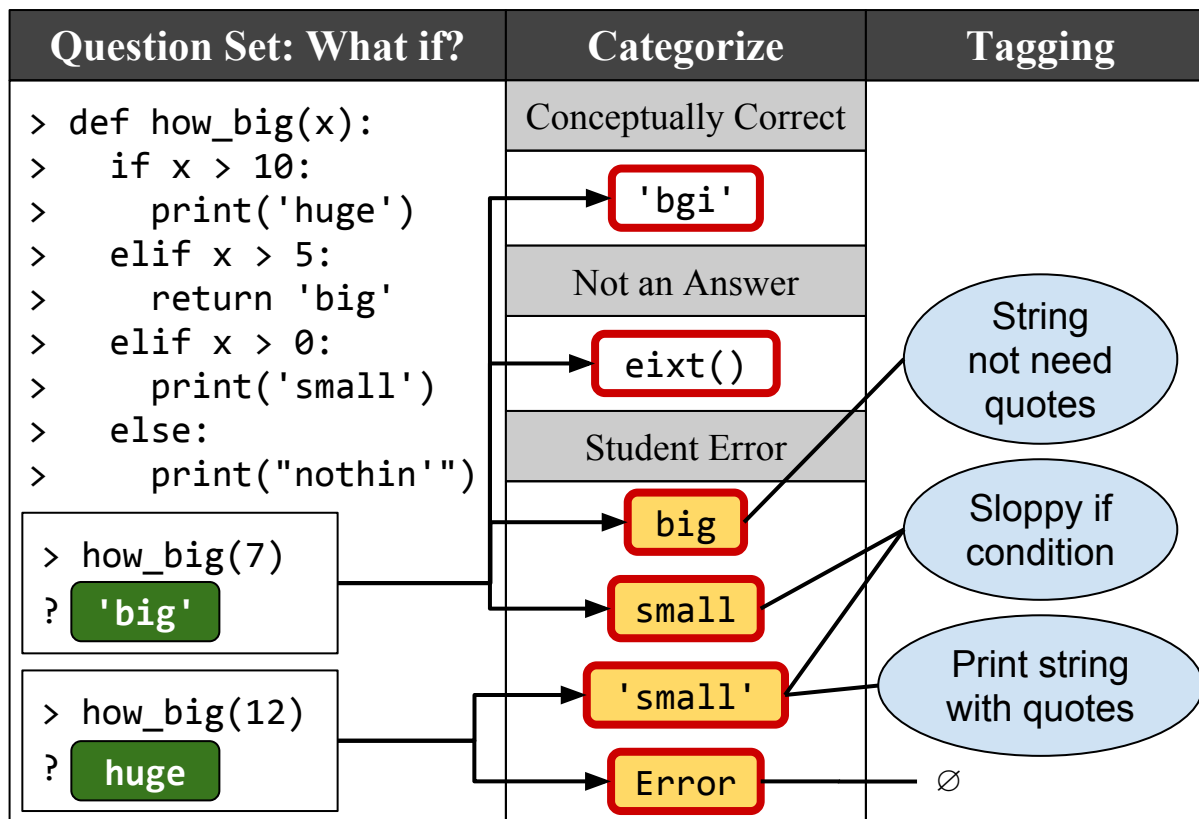 Question Set: What if?
Categorize
Tagging
> def how_big(x):
>   if x > 10:
>     print('huge')
>   elif x > 5:
>     return 'big'
>   elif x > 0:
>     print('small')
>   else:
>     print("nothin'")
> how_big(7)
? 'big'
> how_big(12)
? huge
Conceptually Correct
'bgi'
Not an Answer
eixt()
Student Error
big
small
'small'
Error
String
not need
quotes
Sloppy if
condition
Print string
with quotes
∅